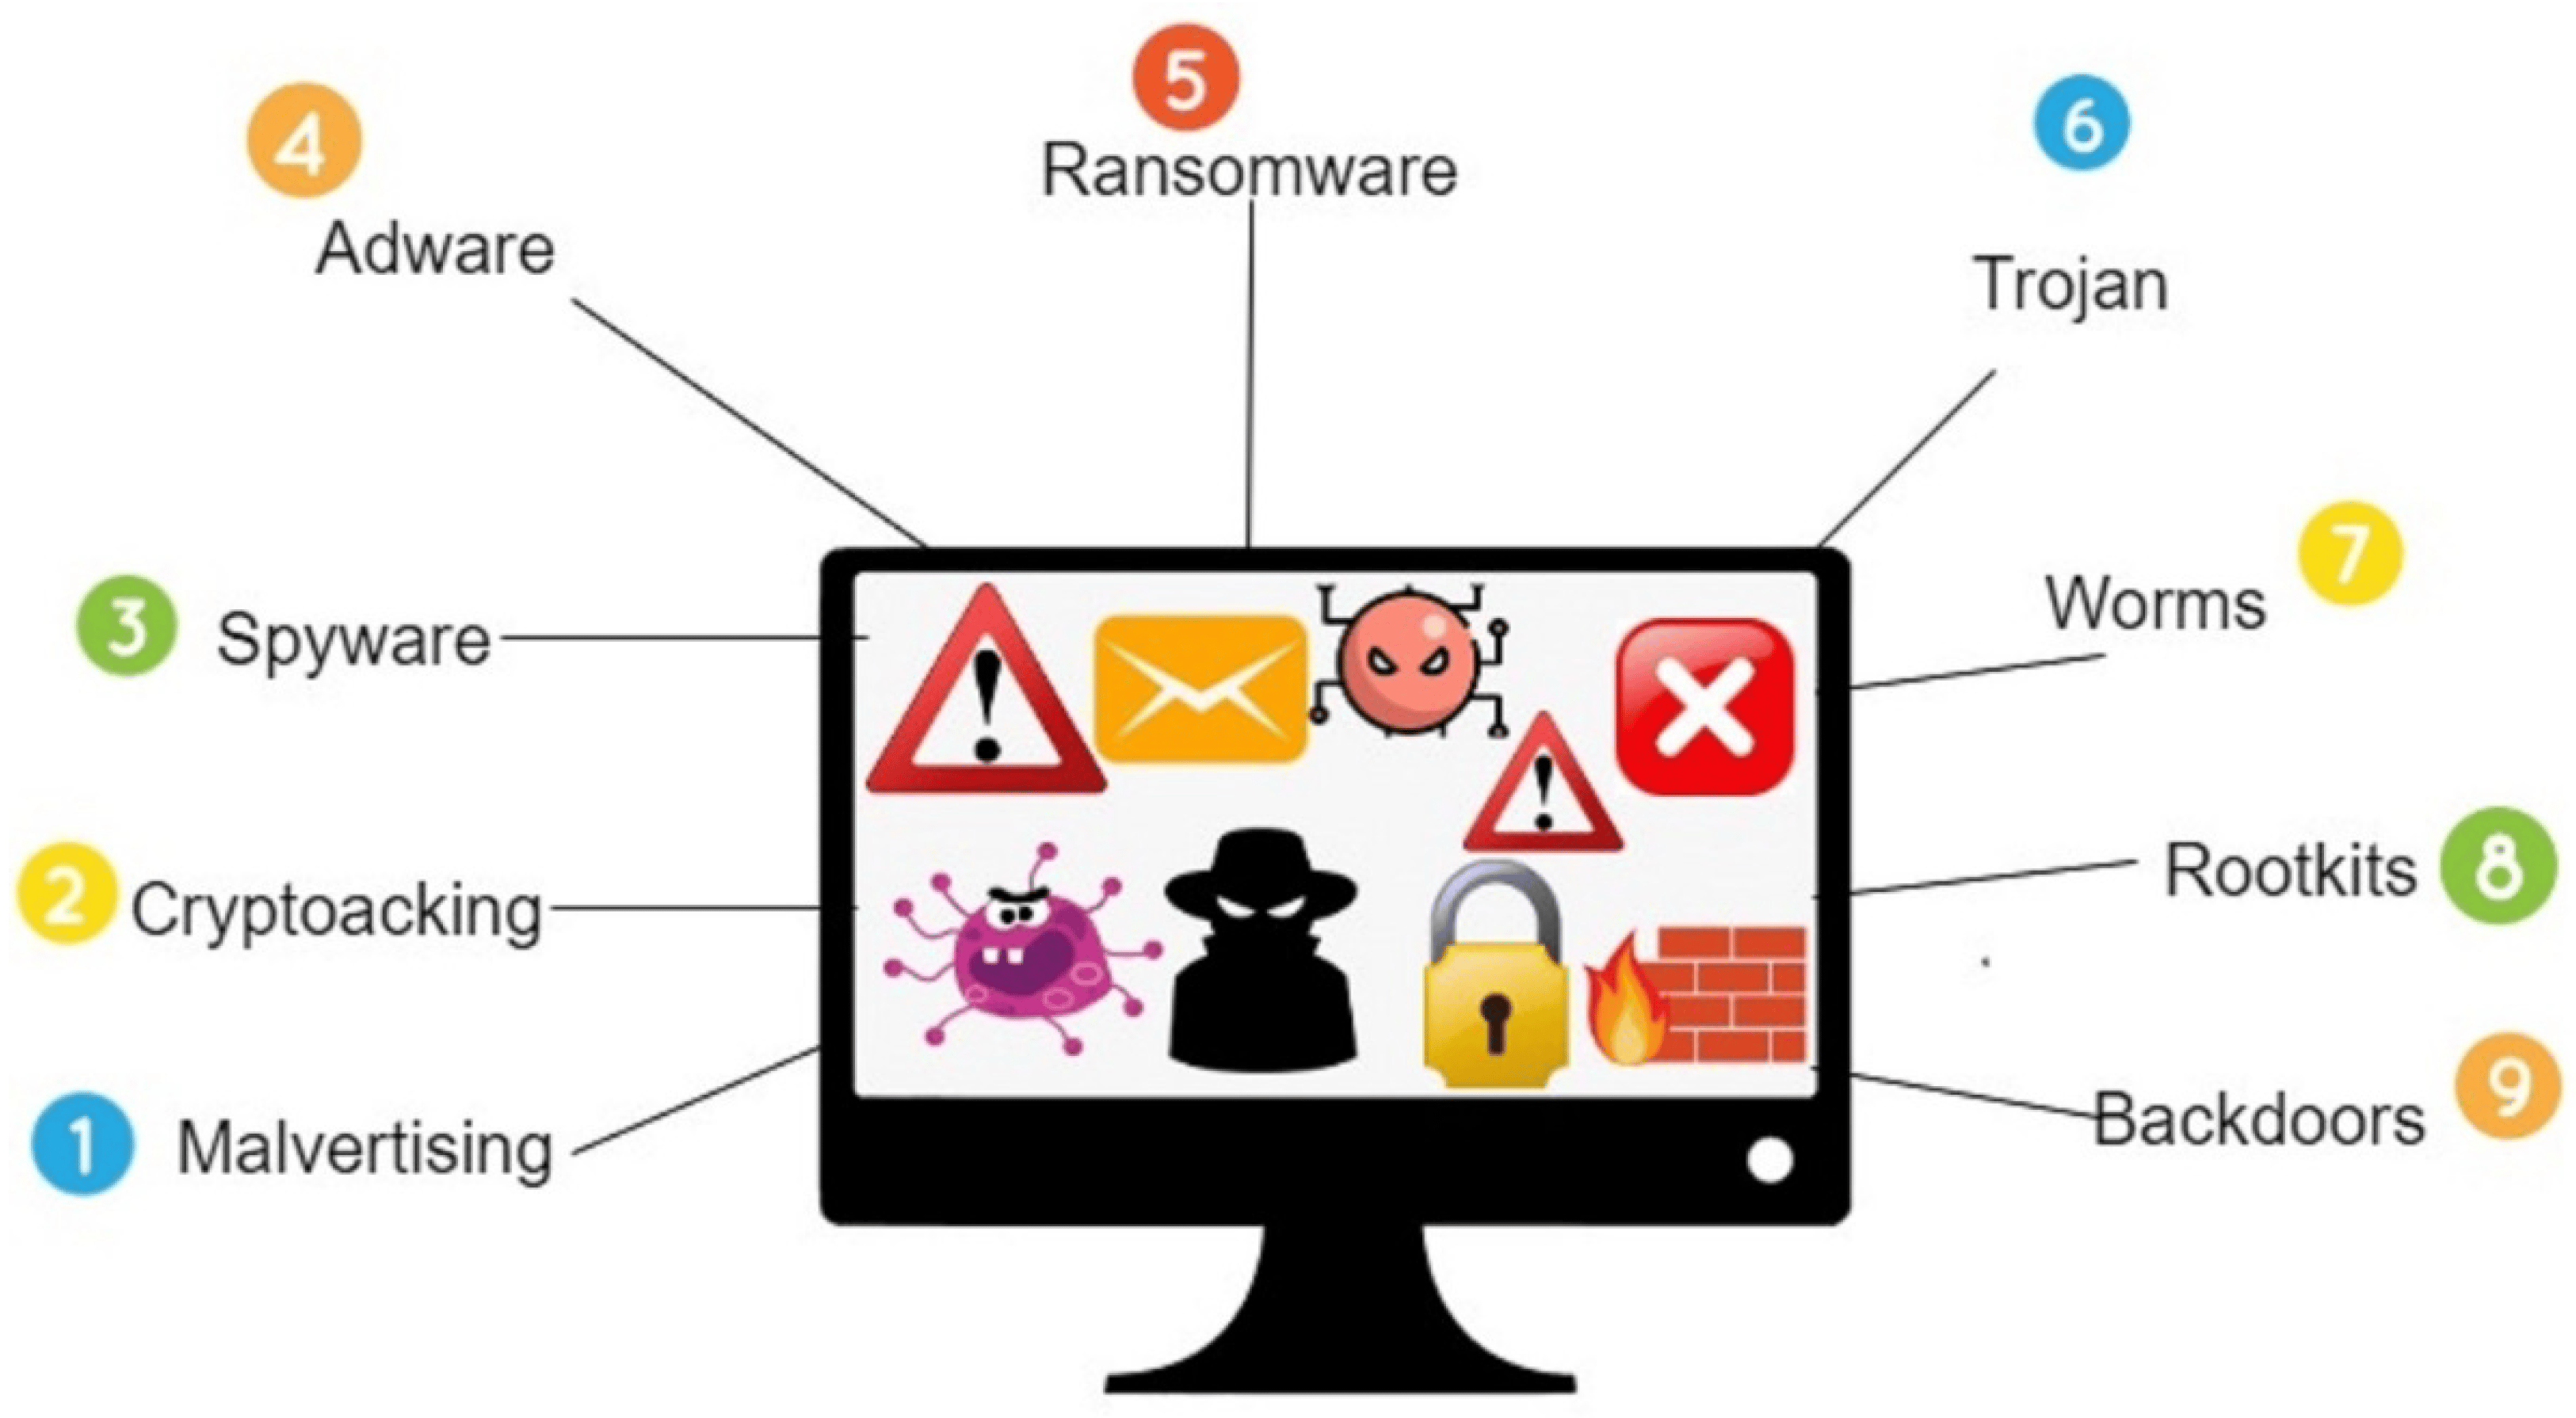 5
4
6
Ransomware
Adware
Trojan
7
Worms
3 Spyware
Rootkits 8
2 Cryptoacking
9
Backdoors
1 Malvertising